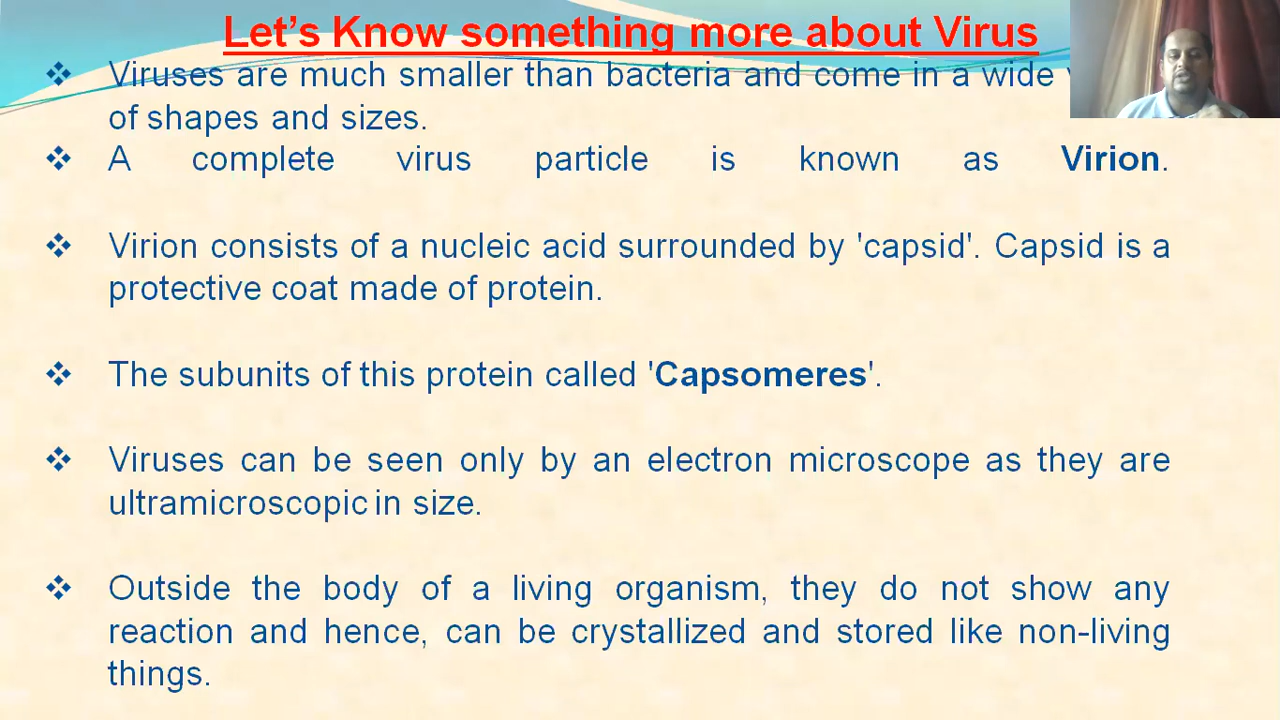 Let's Know something more about Virus
❖ Viruses are much smaller than bacteria and come in a wide
of shapes and sizes.
❖ A complete virus particle is known as Virion.
❖ Virion consists of a nucleic acid surrounded by 'capsid'. Capsid is a
protective coat made of protein.
❖ The subunits of this protein called 'Capsomeres'.
❖ Viruses can be seen only by an electron microscope as they are
ultramicroscopic in size.
❖ Outside the body of a living organism, they do not show any
reaction and hence, can be crystallized and stored like non-living
things.